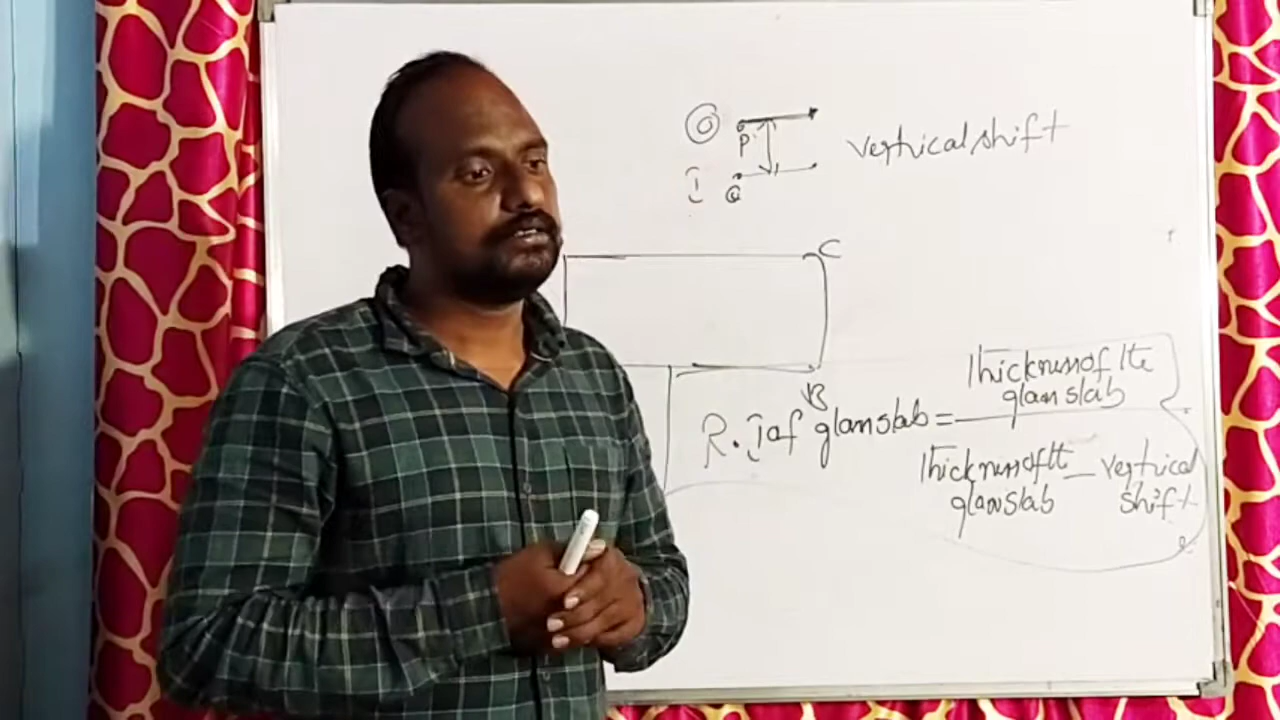 O
P
vertical shift
I
Q
C
B
Thickness of the
glass slab
R.I of glass slab =
Thickness of the - vertical
glass slab shift